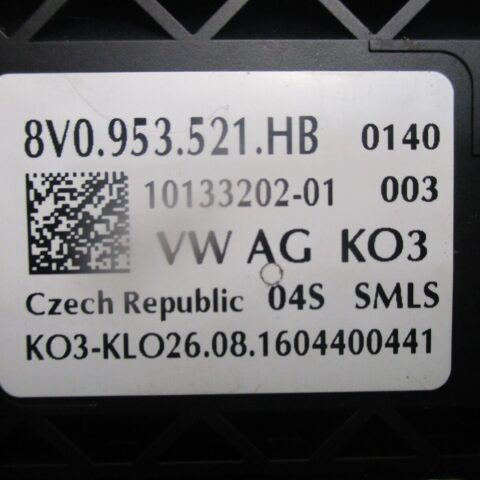 8V0.953.521.HB 0140
10133202-01 003
VW AG KO3
Czech Republic 04S SMLS
KO3-KLO26.08.1604400441